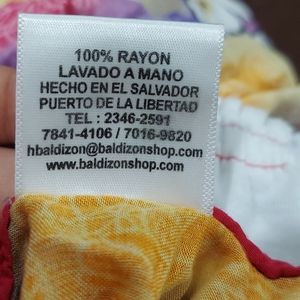 100% RAYON
LAVADO A MANO
HECHO EN EL SALVADOR
PUERTO DE LA LIBERTAD
TEL : 2346-2591
7841-4106 / 7016-9820
hbaldizon@baldizonshop.com
www.baldizonshop.com